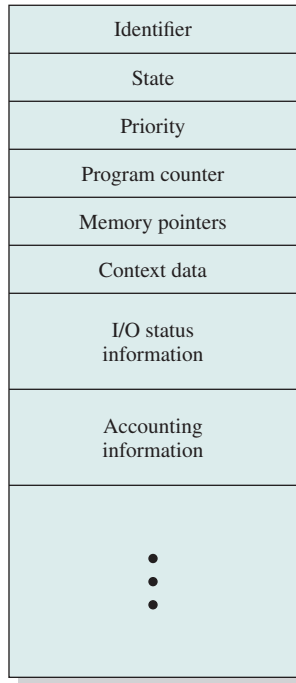 Identifier
State
Priority
Program counter
Memory pointers
Context data
I/O status
information
Accounting
information